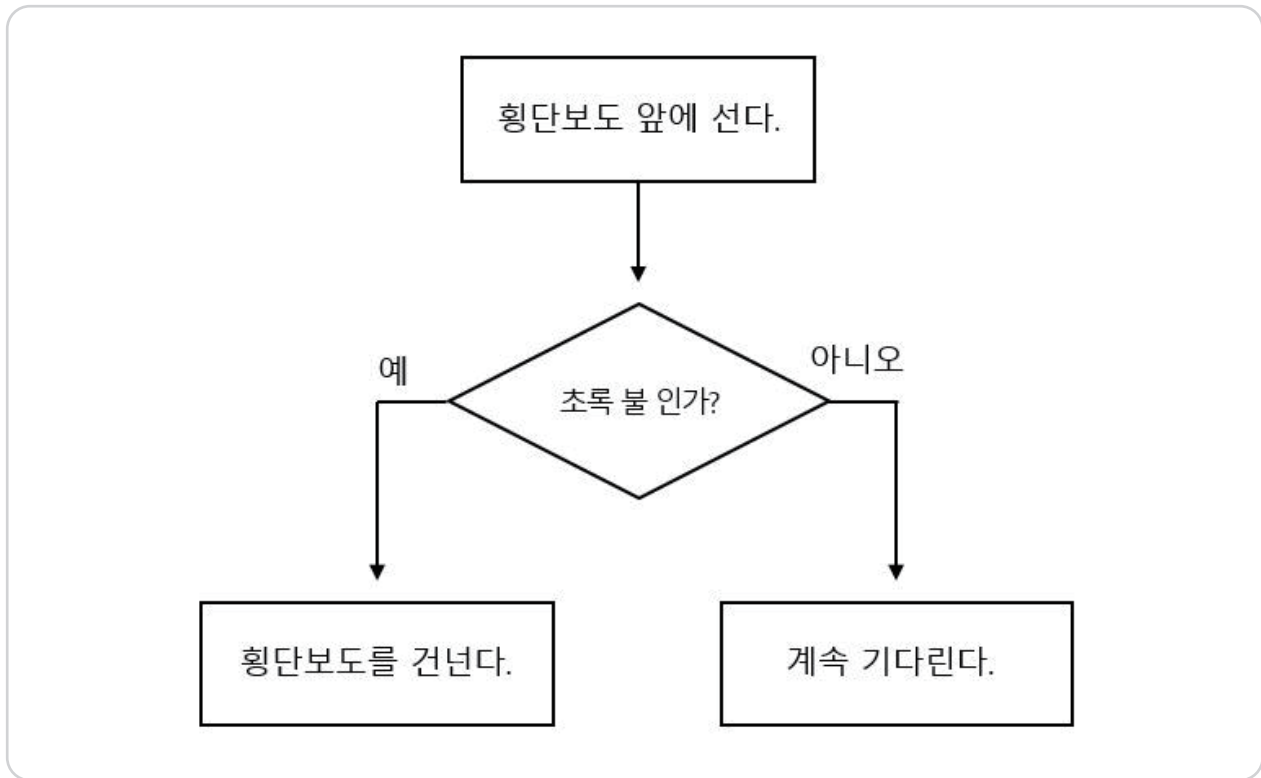 횡단보도 앞에 선다.
예
아니오
초록 불 인가?
횡단보도를 건넌다.
계속 기다린다.